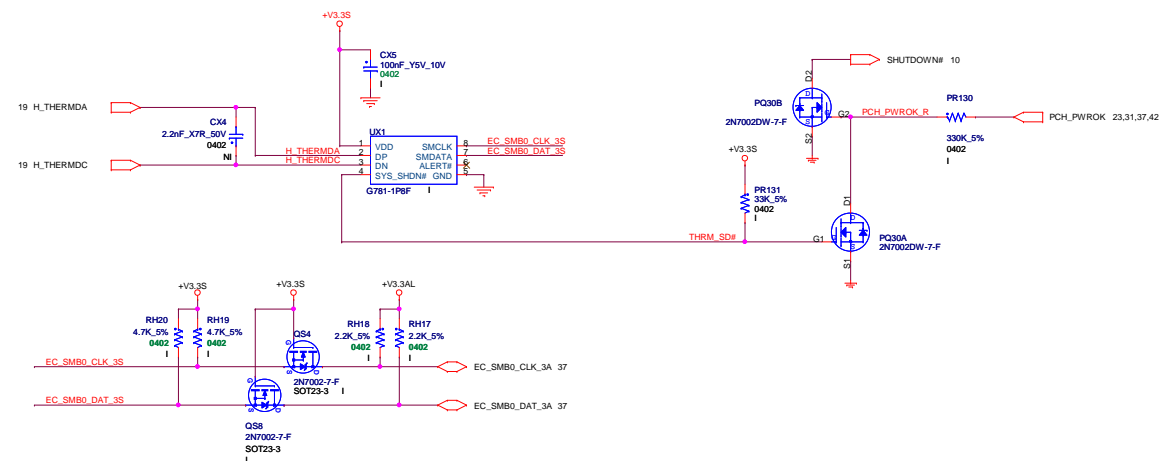 +V3.3S
CX5
100nF_Y5V_10V
0402
I
19 H_THERMDA
CX4
2.2nF_X7R_50V
0402
NI
19 H_THERMDC
UX1
H_THERMDA
H_THERMDC
1 VDD
2 DP
3 DN
4 SYS_SHDN#
SMCLK 8
SMDATA 7
ALERT# 6
GND 5
EC_SMB0_CLK_3S
EC_SMB0_DAT_3S
G781-1P8F I
SHUTDOWN# 10
D2
D
PQ30B
2N7002DW-7-F
G2
G
S
S2
PCH_PWROK_R
PR130
330K_5%
0402
I
PCH_PWROK 23,31,37,42
+V3.3S
PR131
33K_5%
0402
I
THRM_SD#
G1
G
D1
D
PQ30A
2N7002DW-7-F
S
S1
+V3.3S
+V3.3S
+V3.3AL
RH20
4.7K_5%
0402
I
RH19
4.7K_5%
0402
I
QS4
G
S
D
2N7002-7-F
SOT23-3 I
RH18
2.2K_5%
0402
I
RH17
2.2K_5%
0402
I
EC_SMB0_CLK_3S
EC_SMB0_CLK_3A 37
EC_SMB0_DAT_3S
EC_SMB0_DAT_3A 37
G
S
D
QS8
2N7002-7-F
SOT23-3
I